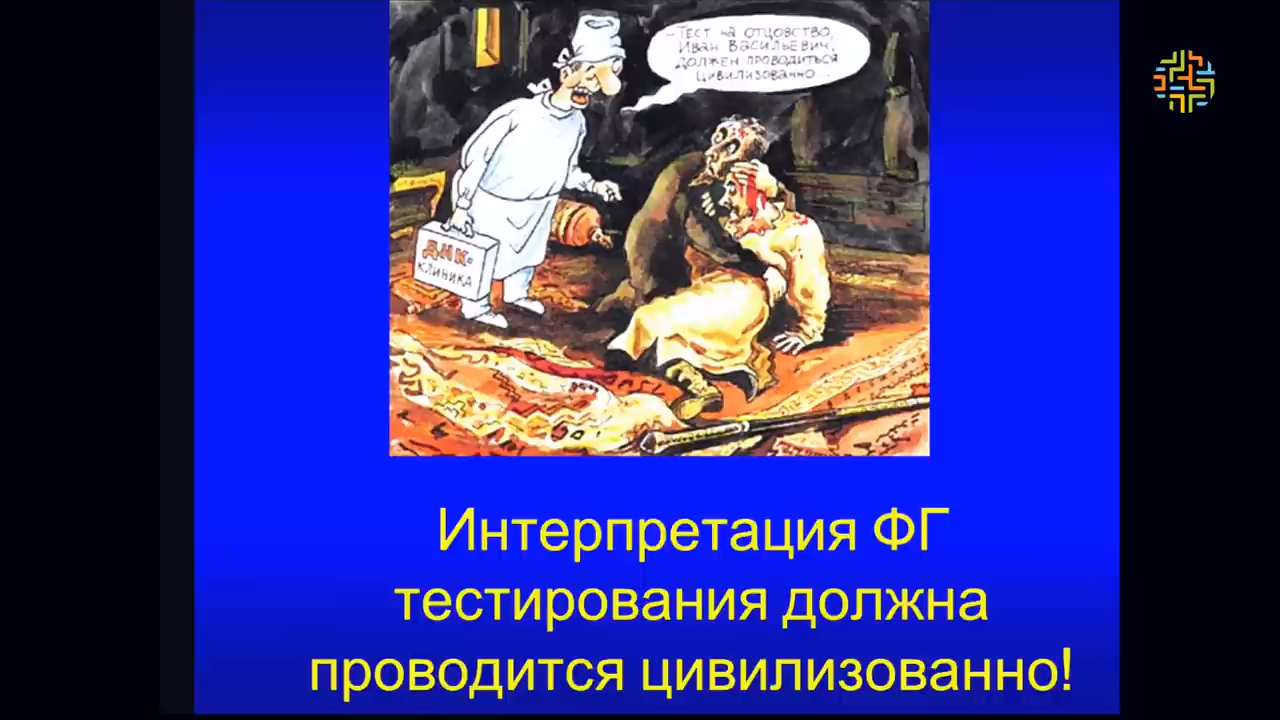 – Тест на отцовство,
Иван Васильевич,
должен проводиться
цивилизованно...
ДНК-
клиника
Интерпретация ФГ
тестирования должна
проводится цивилизованно!